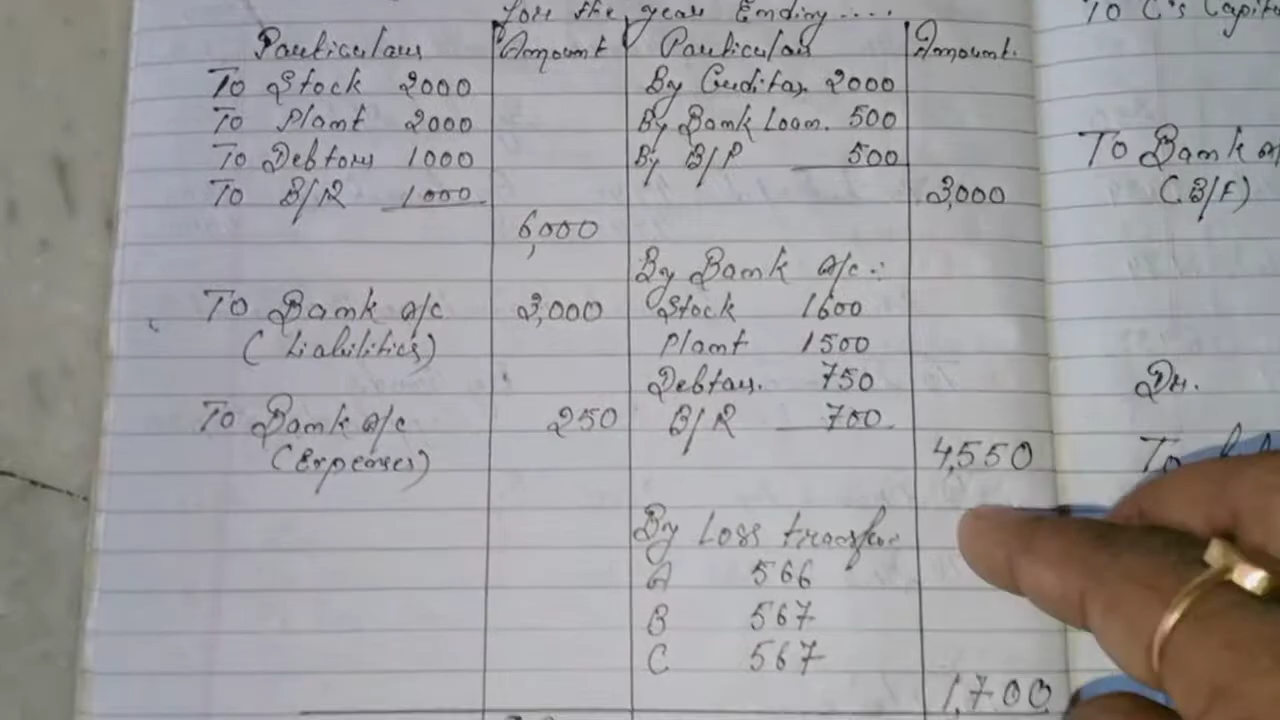 for the year Ending ....
Particulars Amount Particulars Amount.
To Stock 2000
To Plant 2000
To Debtors 1000
To B/R 1000
6,000
To Bank a/c 3,000
(Liabilities)
To Bank a/c 250
(Expenses)
By Creditors 2000
By Bank Loan. 500
By B/P 500
3,000
By Bank a/c :
Stock 1600
Plant 1500
Debtors. 750
B/R 700
4,550
By Loss transfer
A 566
B 567
C 567
1,700
To C's Capital
To Bank a/
(B/F)
Dr.
To